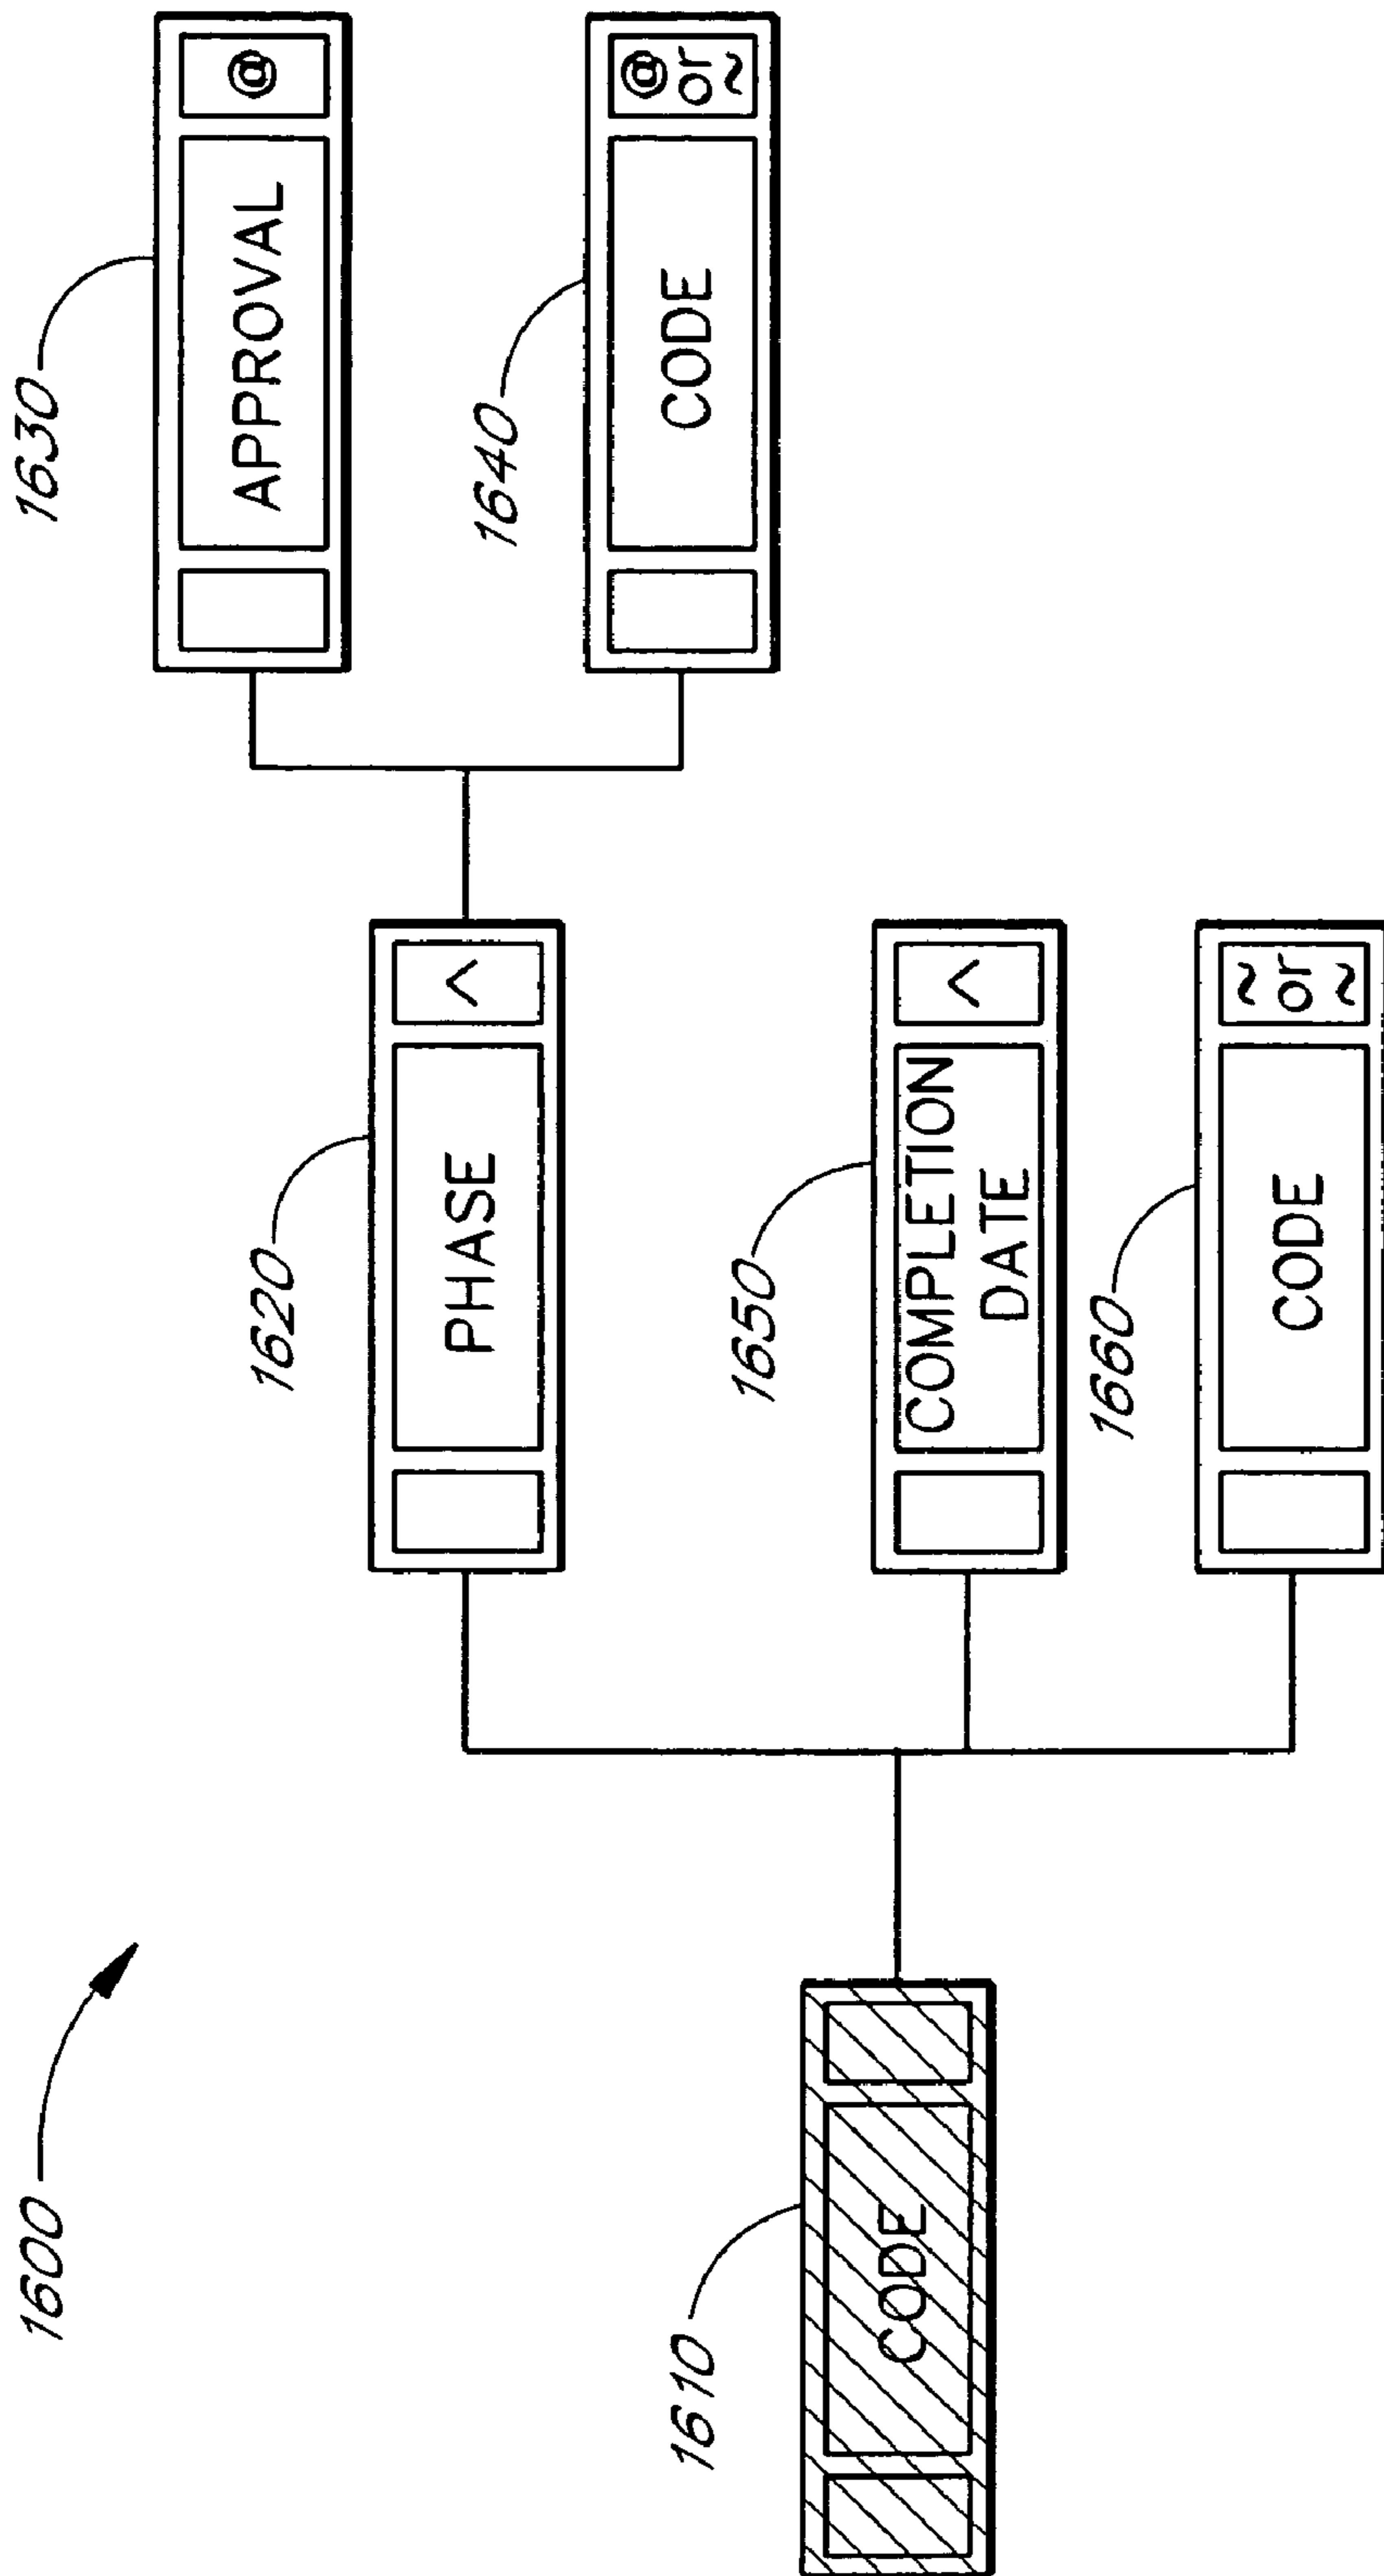 1600
1630
APPROVAL
@
1620
PHASE
^
1640
CODE
@
or
~
1610
CODE
1650
COMPLETION
DATE
^
1660
CODE
~
or
~